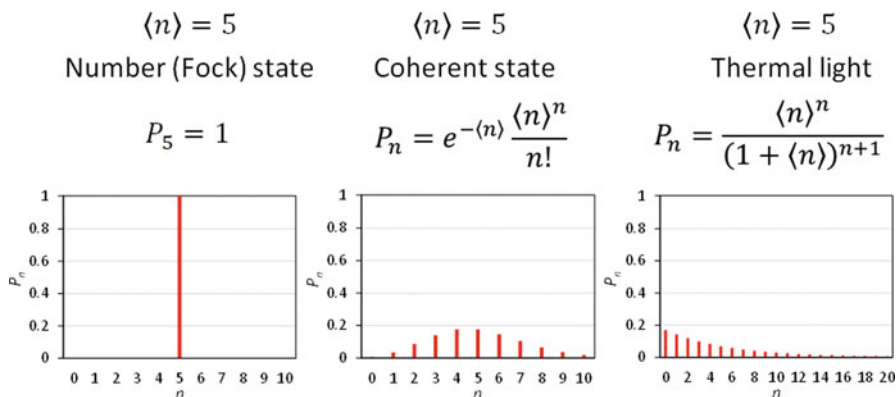 ⟨n⟩ = 5
Number (Fock) state
P₅ = 1
1
0.8
0.6
0.4
0.2
0
Pₙ
0 1 2 3 4 5 6 7 8 9 10
n
⟨n⟩ = 5
Coherent state
Pₙ = e^{-⟨n⟩} ⟨n⟩ⁿ / n!
1
0.8
0.6
0.4
0.2
0
Pₙ
0 1 2 3 4 5 6 7 8 9 10
n
⟨n⟩ = 5
Thermal light
Pₙ = ⟨n⟩ⁿ / (1 + ⟨n⟩)ⁿ⁺¹
1
0.8
0.6
0.4
0.2
0
Pₙ
0 2 4 6 8 10 12 14 16 18 20
n